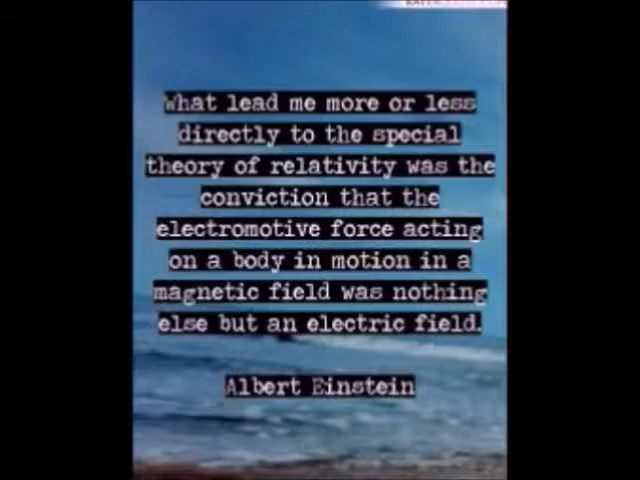 What lead me more or less
directly to the special
theory of relativity was the
conviction that the
electromotive force acting
on a body in motion in a
magnetic field was nothing
else but an electric field.
Albert Einstein